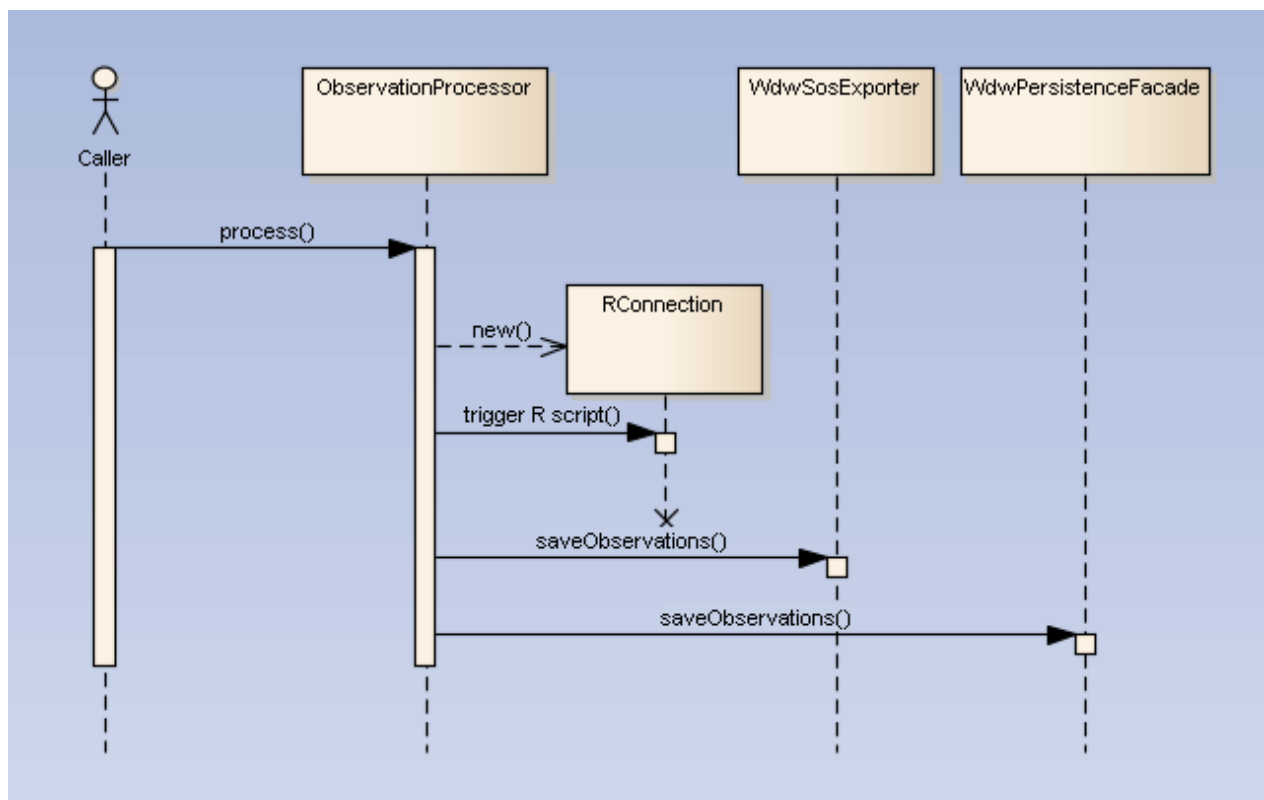 ObservationProcessor
WdwSosExporter
WdwPersistenceFacade
Caller
process()
RConnection
new()
trigger R script()
saveObservations()
saveObservations()